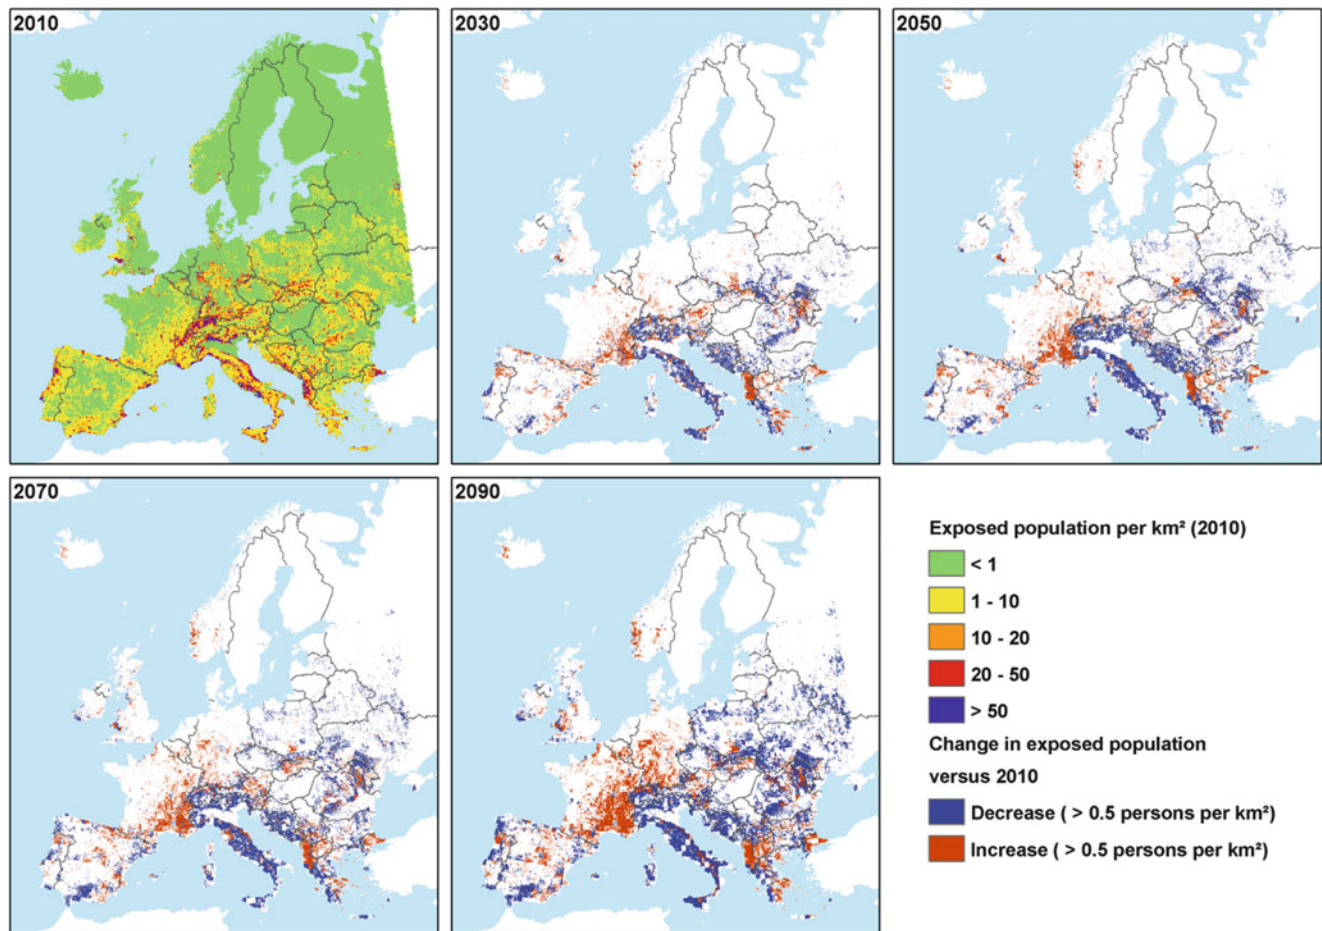 2010
2030
2050
2070
2090
Exposed population per km² (2010)
< 1
1 - 10
10 - 20
20 - 50
> 50
Change in exposed population
versus 2010
Decrease ( > 0.5 persons per km²)
Increase ( > 0.5 persons per km²)